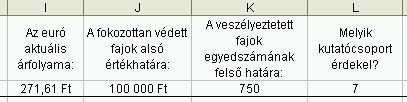 I
J
K
L
Az euró
aktuális
árfolyama:
A fokozottan védett
fajok alsó
értékhatára:
A veszélyeztetett
fajok
egyedszámának
felső határa:
Melyik
kutatócsoport
érdekel?
271,61 Ft
100 000 Ft
750
7